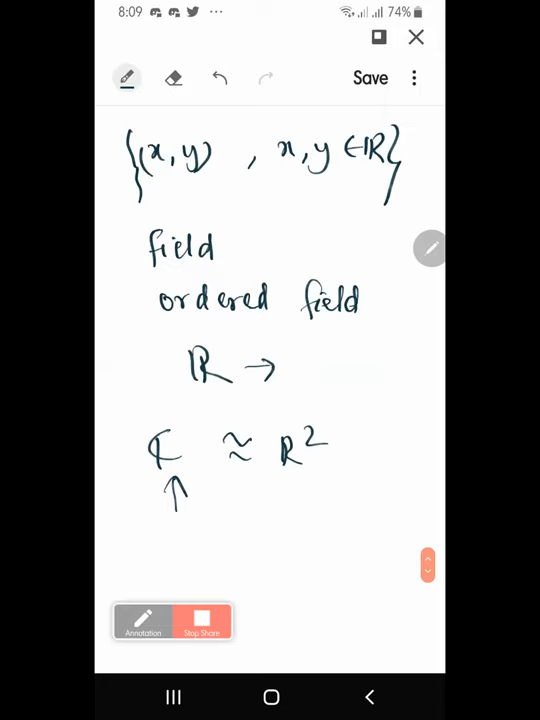 8:09 ... 74%
Save
{(x, y) , x, y ∈ ℝ}
field
ordered field
ℝ →
ℂ ≈ R²
↑
Annotation Stop Share